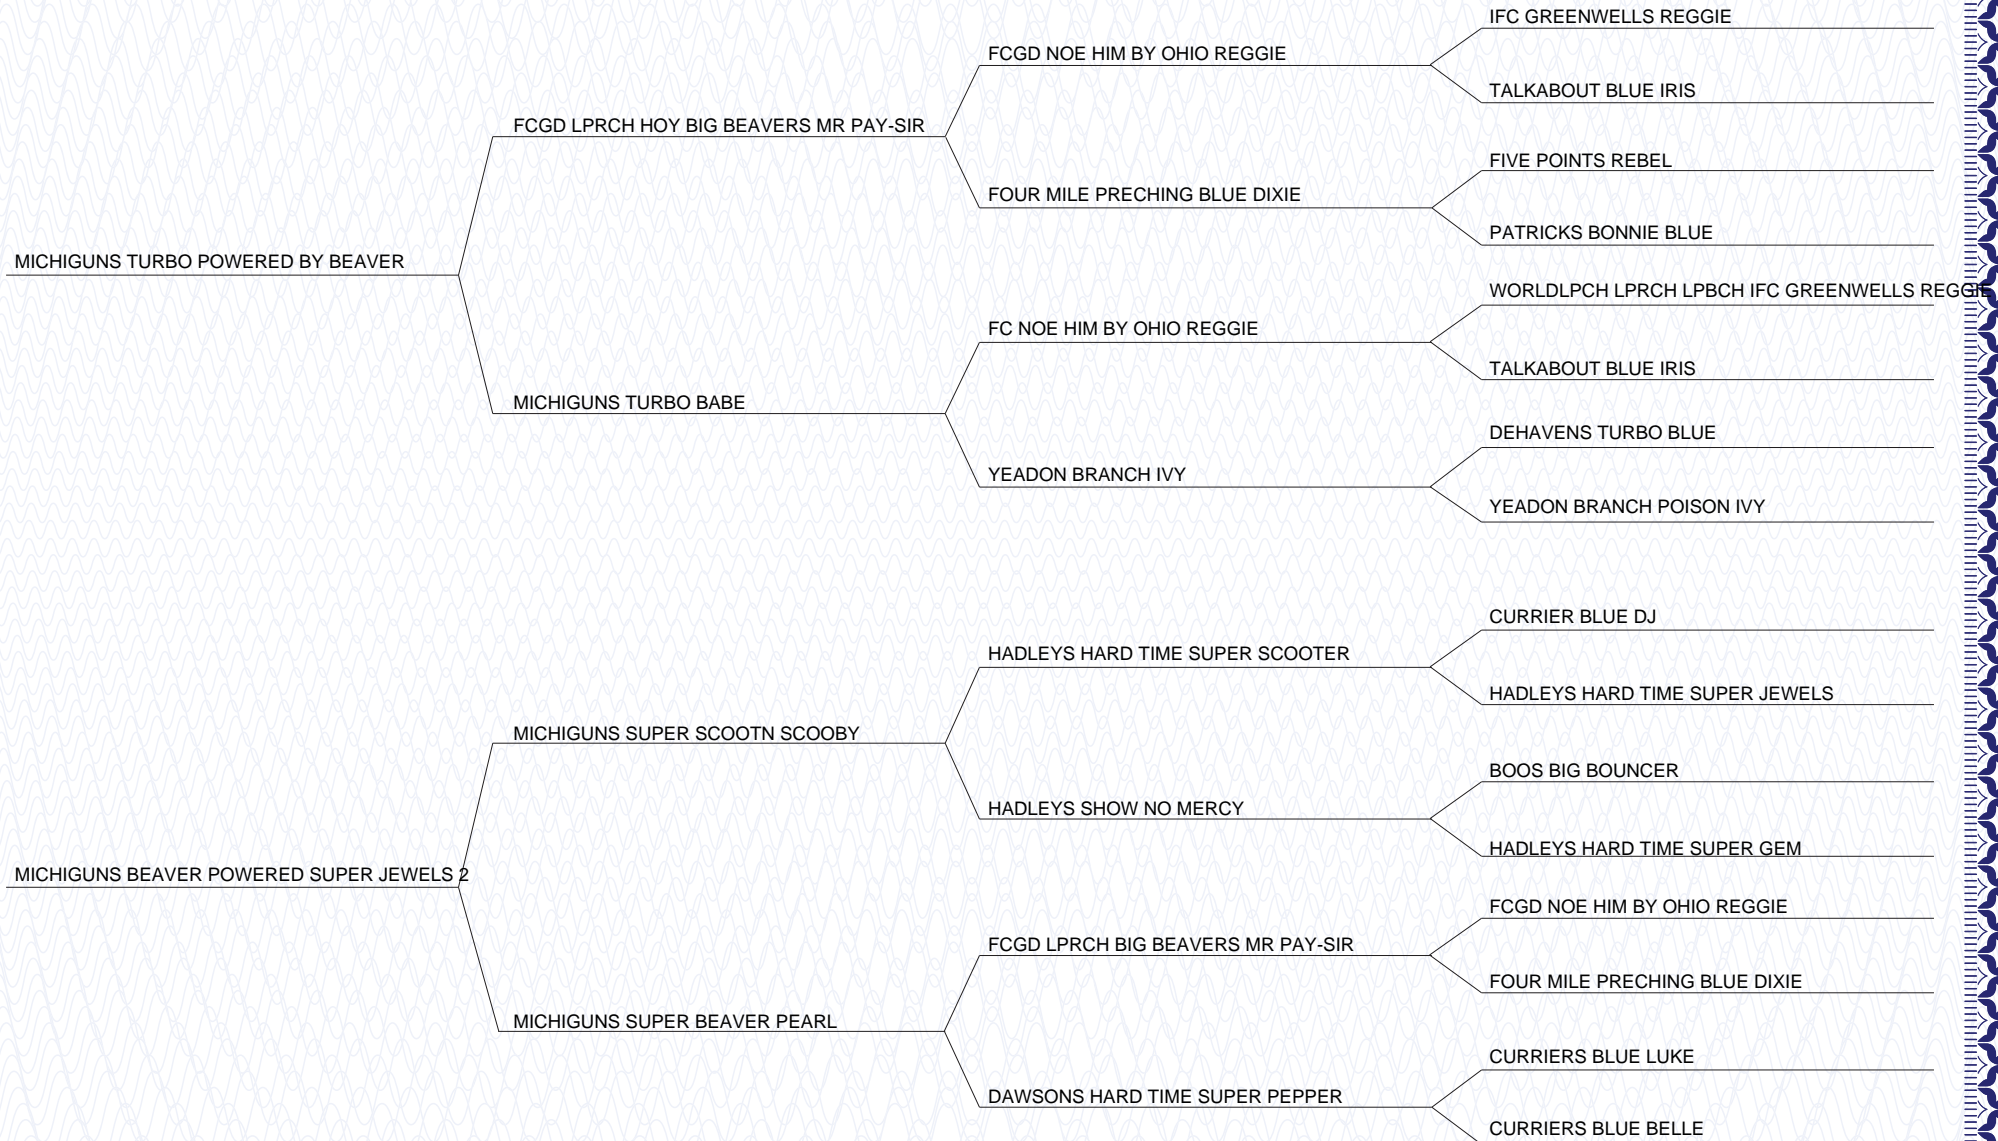 IFC GREENWELLS REGGIE
FCGD NOE HIM BY OHIO REGGIE
TALKABOUT BLUE IRIS
FCGD LPRCH HOY BIG BEAVERS MR PAY-SIR
FIVE POINTS REBEL
FOUR MILE PRECHING BLUE DIXIE
PATRICKS BONNIE BLUE
MICHIGUNS TURBO POWERED BY BEAVER
WORLDLPCH LPRCH LPBCH IFC GREENWELLS REGGIE
FC NOE HIM BY OHIO REGGIE
TALKABOUT BLUE IRIS
MICHIGUNS TURBO BABE
DEHAVENS TURBO BLUE
YEADON BRANCH IVY
YEADON BRANCH POISON IVY
CURRIER BLUE DJ
HADLEYS HARD TIME SUPER SCOOTER
HADLEYS HARD TIME SUPER JEWELS
MICHIGUNS SUPER SCOOTN SCOOBY
BOOS BIG BOUNCER
HADLEYS SHOW NO MERCY
HADLEYS HARD TIME SUPER GEM
MICHIGUNS BEAVER POWERED SUPER JEWELS 2
FCGD NOE HIM BY OHIO REGGIE
FCGD LPRCH BIG BEAVERS MR PAY-SIR
FOUR MILE PRECHING BLUE DIXIE
MICHIGUNS SUPER BEAVER PEARL
CURRIERS BLUE LUKE
DAWSONS HARD TIME SUPER PEPPER
CURRIERS BLUE BELLE